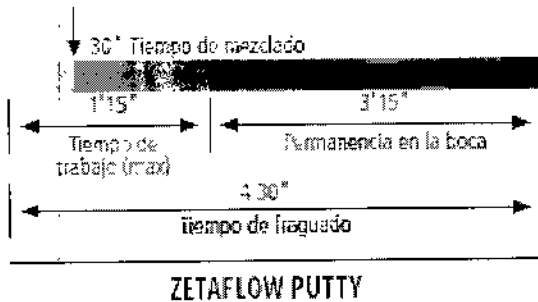 30" Tiempo de mezclado
1'15" 3'15"
Tiempo de Permanencia en la boca
trabajo (max)
4'30"
Tiempo de fraguado
ZETAFLOW PUTTY